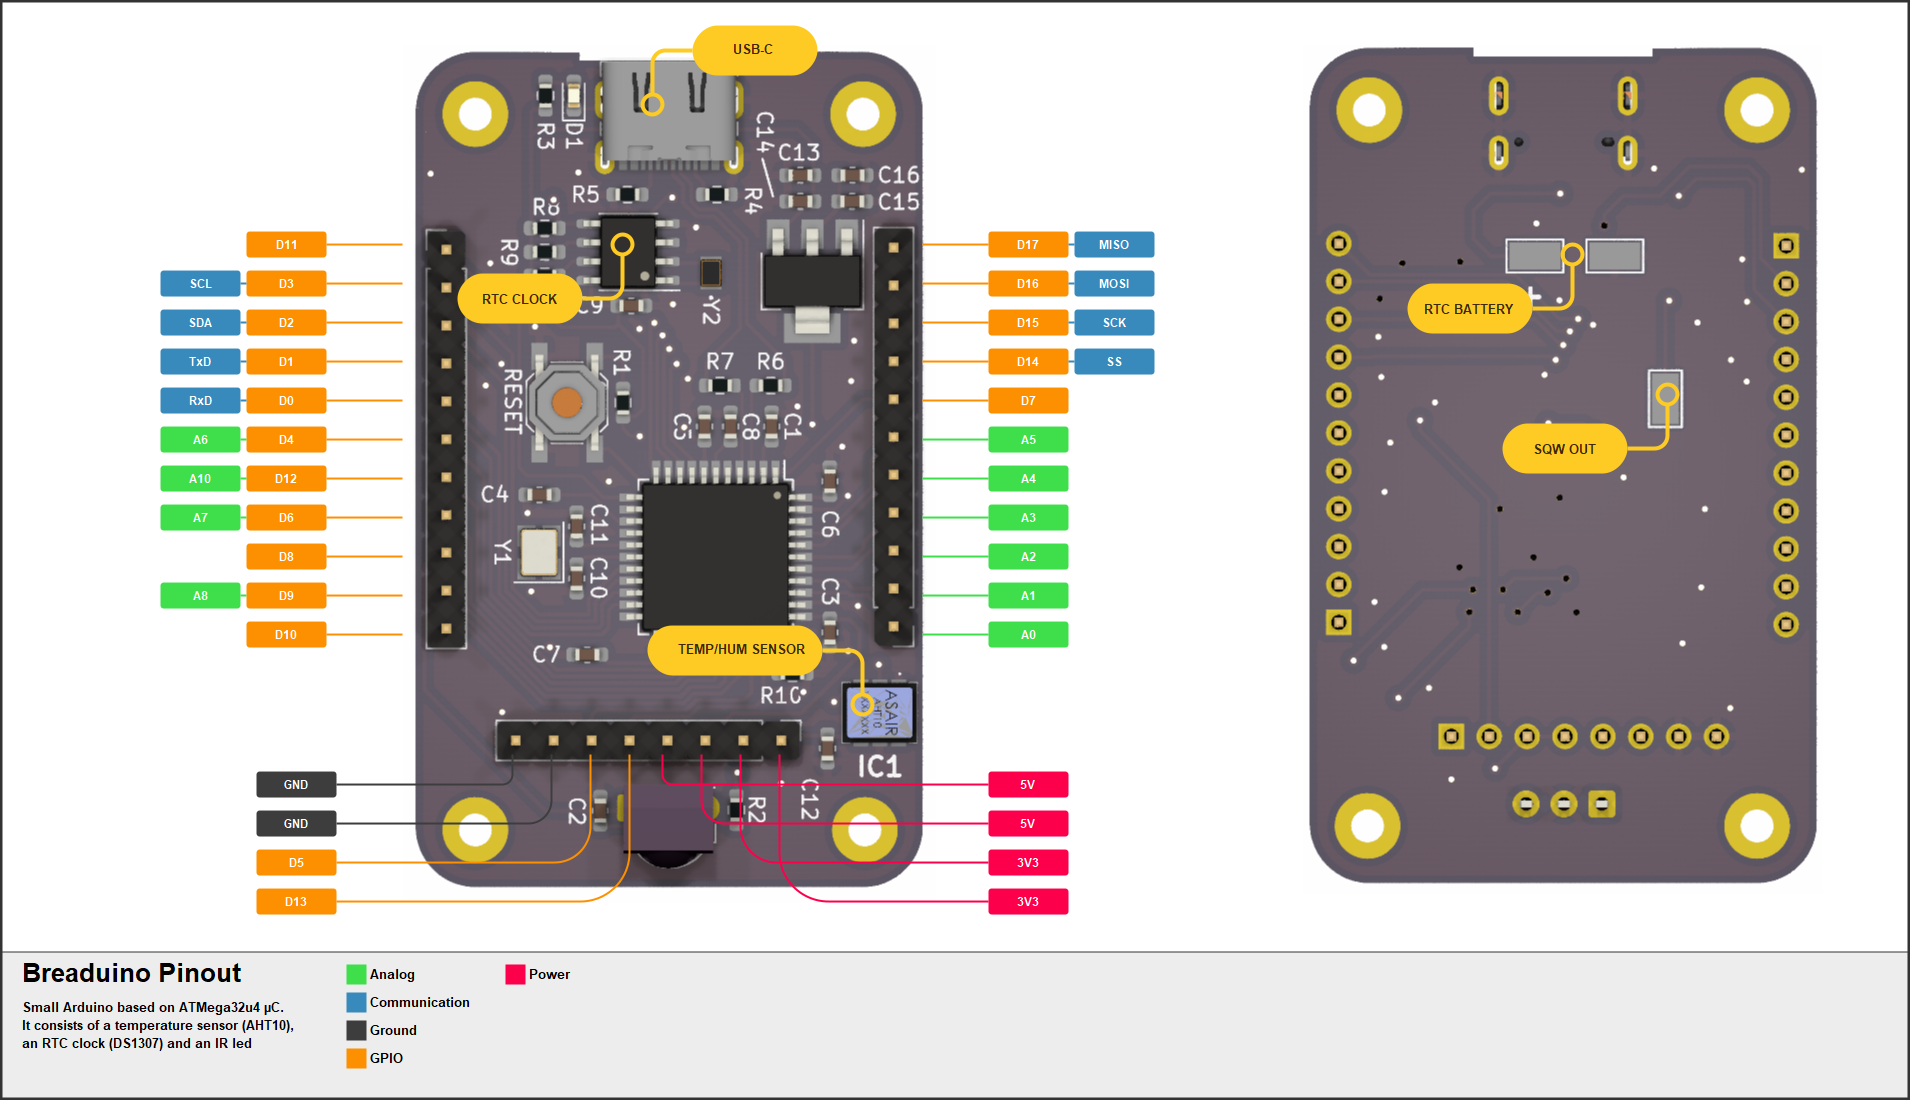 USB-C
R3
D1
C14
C13
C16
C15
R5
R4
R8
R9
RTC CLOCK
C9
Y2
D11
SCL D3
SDA D2
TxD D1
RxD D0
A6 D4
A10 D12
A7 D6
D8
A8 D9
D10
D17 MISO
D16 MOSI
D15 SCK
D14 SS
D7
A5
A4
A3
A2
A1
A0
R1
RESET
R7
R6
C5
C8
C1
C4
C11
C6
Y1
C10
C3
C7
TEMP/HUM SENSOR
R10
ASAIR
AHT10
IC1
C12
C2
R2
GND
GND
D5
D13
5V
5V
3V3
3V3
+
RTC BATTERY
SQW OUT
Breaduino Pinout
Small Arduino based on ATMega32u4 µC.
It consists of a temperature sensor (AHT10),
an RTC clock (DS1307) and an IR led
Analog
Communication
Ground
GPIO
Power